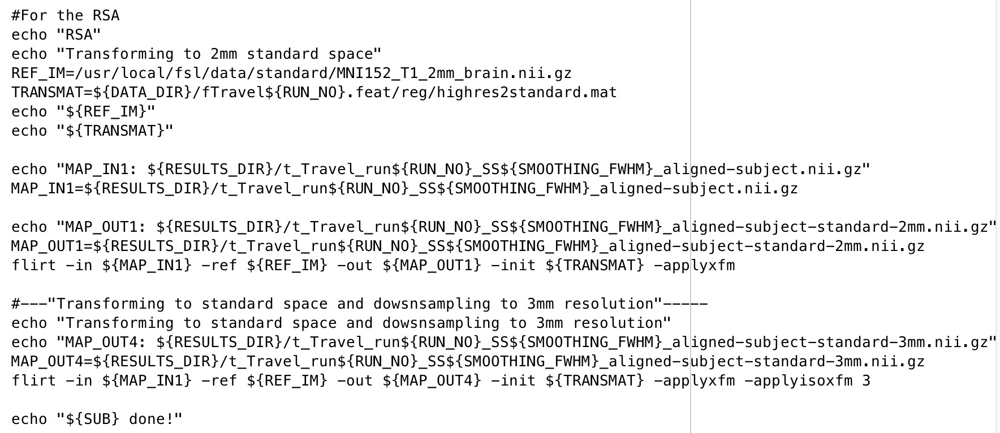 #For the RSA
echo "RSA"
echo "Transforming to 2mm standard space"
REF_IM=/usr/local/fsl/data/standard/MNI152_T1_2mm_brain.nii.gz
TRANSMAT=${DATA_DIR}/fTravel${RUN_NO}.feat/reg/highres2standard.mat
echo "${REF_IM}"
echo "${TRANSMAT}"
echo "MAP_IN1: ${RESULTS_DIR}/t_Travel_run${RUN_NO}_SS${SMOOTHING_FWHM}_aligned-subject.nii.gz"
MAP_IN1=${RESULTS_DIR}/t_Travel_run${RUN_NO}_SS${SMOOTHING_FWHM}_aligned-subject.nii.gz
echo "MAP_OUT1: ${RESULTS_DIR}/t_Travel_run${RUN_NO}_SS${SMOOTHING_FWHM}_aligned-subject-standard-2mm.nii.gz"
MAP_OUT1=${RESULTS_DIR}/t_Travel_run${RUN_NO}_SS${SMOOTHING_FWHM}_aligned-subject-standard-2mm.nii.gz
flirt -in ${MAP_IN1} -ref ${REF_IM} -out ${MAP_OUT1} -init ${TRANSMAT} -applyxfm
#---"Transforming to standard space and dowsnsampling to 3mm resolution"-----
echo "Transforming to standard space and dowsnsampling to 3mm resolution"
echo "MAP_OUT4: ${RESULTS_DIR}/t_Travel_run${RUN_NO}_SS${SMOOTHING_FWHM}_aligned-subject-standard-3mm.nii.gz"
MAP_OUT4=${RESULTS_DIR}/t_Travel_run${RUN_NO}_SS${SMOOTHING_FWHM}_aligned-subject-standard-3mm.nii.gz
flirt -in ${MAP_IN1} -ref ${REF_IM} -out ${MAP_OUT4} -init ${TRANSMAT} -applyxfm -applyisoxfm 3
echo "${SUB} done!"